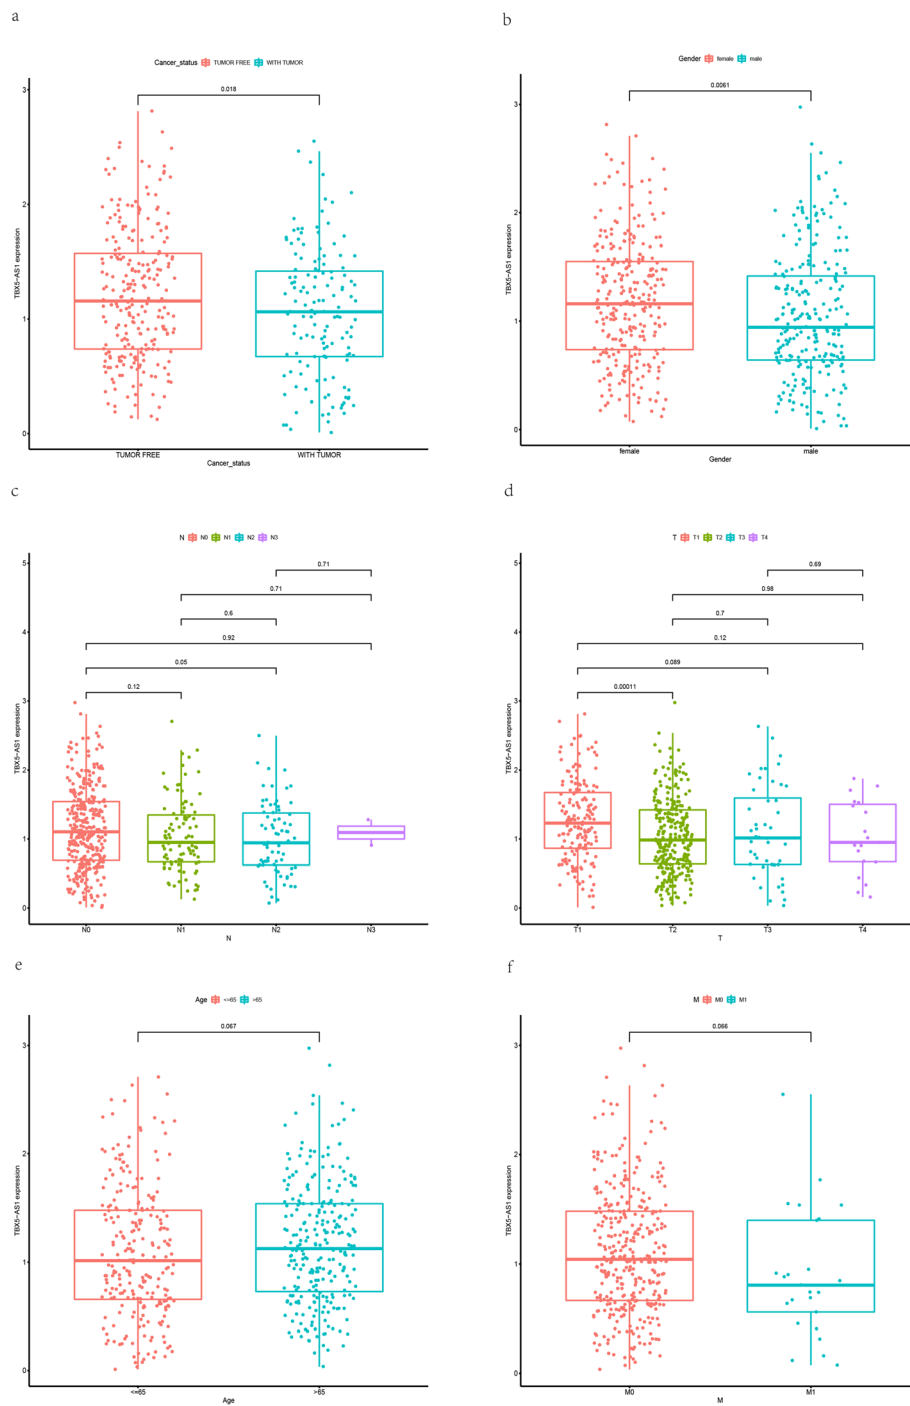 a
Cancer_status TUMOR FREE WITH TUMOR
0.018
3
2
1
0
TBX5-AS1 expression
TUMOR FREE WITH TUMOR
Cancer_status
b
Gender female male
0.0061
3
2
1
0
TBX5-AS1 expression
female male
Gender
c
N N0 N1 N2 N3
0.71
0.71
0.6
0.92
0.05
0.12
5
4
3
2
1
0
TBX5-AS1 expression
N0 N1 N2 N3
N
d
T T1 T2 T3 T4
0.69
0.98
0.7
0.12
0.089
0.00011
5
4
3
2
1
0
TBX5-AS1 expression
T1 T2 T3 T4
T
e
Age <=65 >65
0.067
3
2
1
0
TBX5-AS1 expression
<=65 >65
Age
f
M M0 M1
0.066
3
2
1
0
TBX5-AS1 expression
M0 M1
M